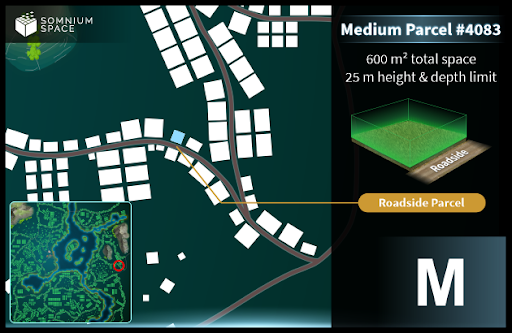 SOMNIUM
SPACE
Medium Parcel #4083
600 m² total space
25 m height & depth limit
Roadside
Roadside Parcel
M